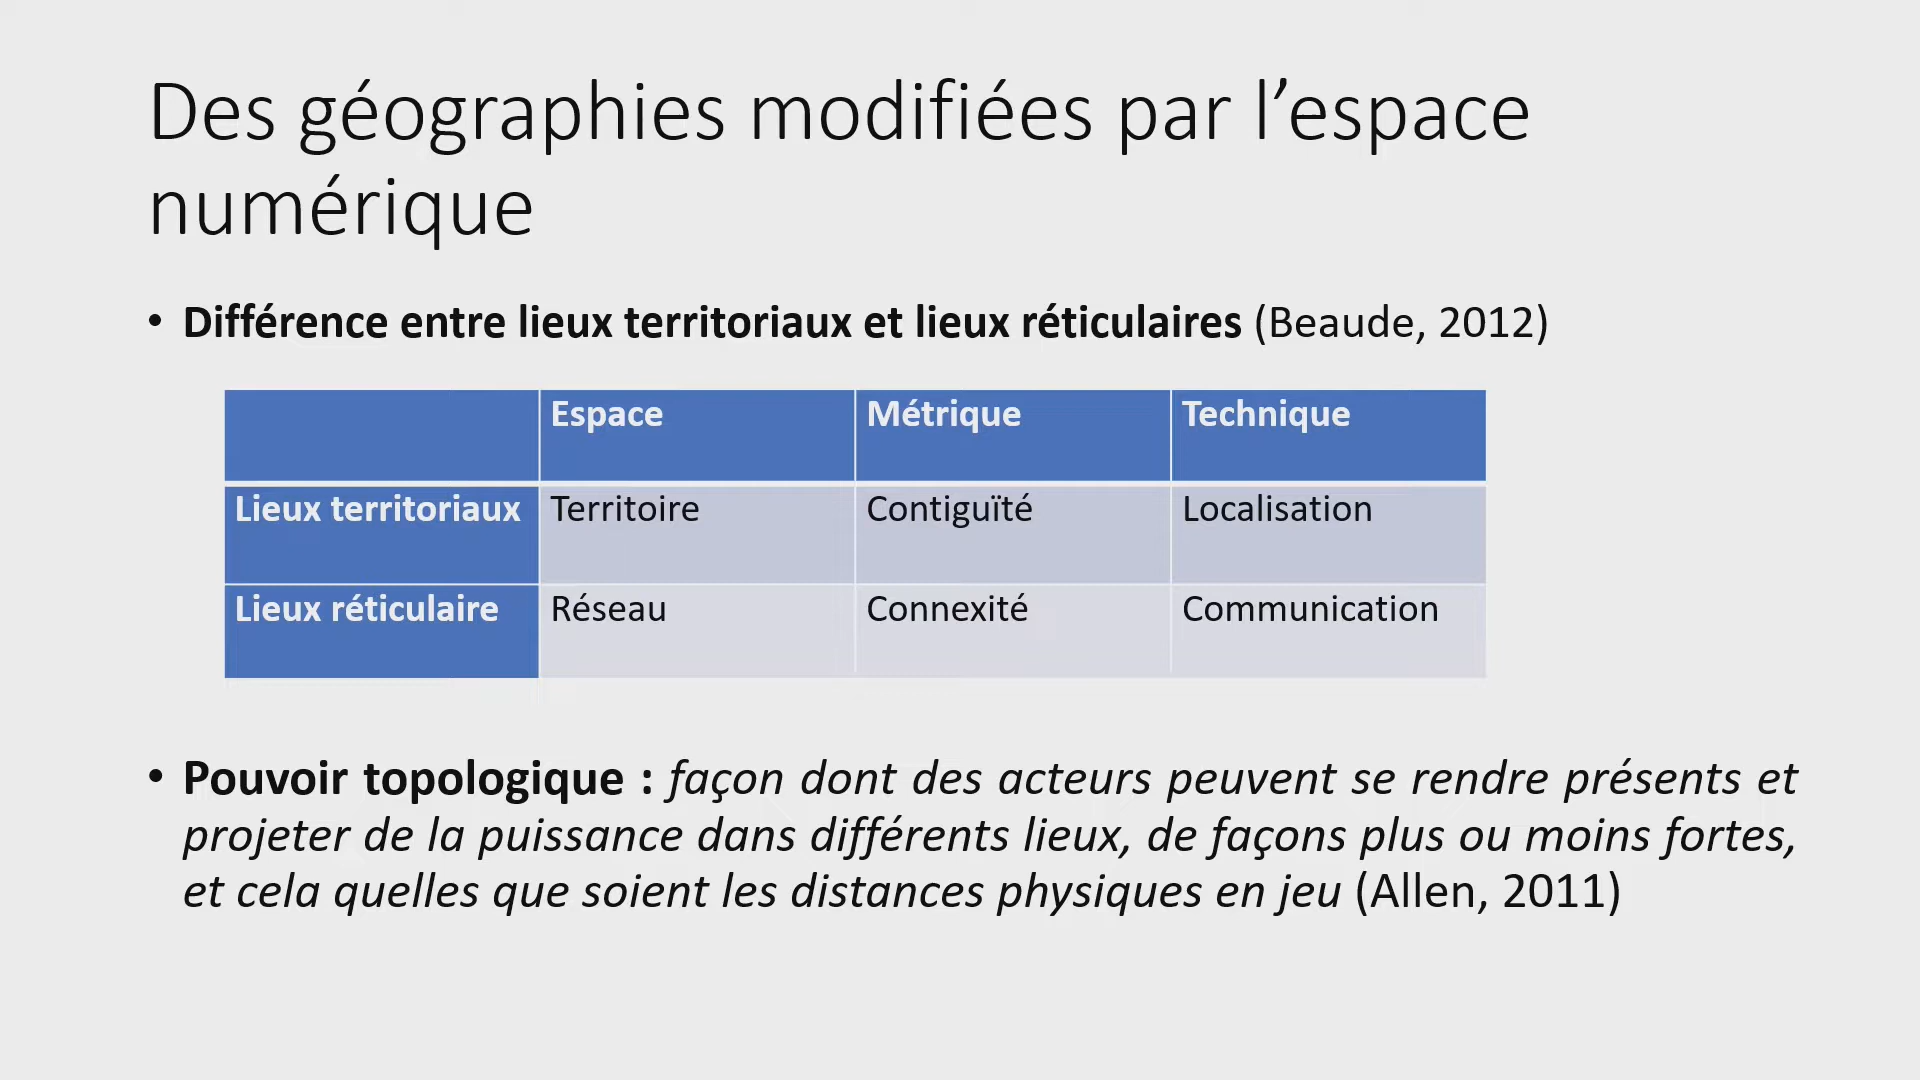 Des géographies modifiées par l’espace
numérique
• Différence entre lieux territoriaux et lieux réticulaires (Beaude, 2012)
Espace Métrique Technique
Lieux territoriaux Territoire Contiguïté Localisation
Lieux réticulaire Réseau Connexité Communication
• Pouvoir topologique : façon dont des acteurs peuvent se rendre présents et
projeter de la puissance dans différents lieux, de façons plus ou moins fortes,
et cela quelles que soient les distances physiques en jeu (Allen, 2011)